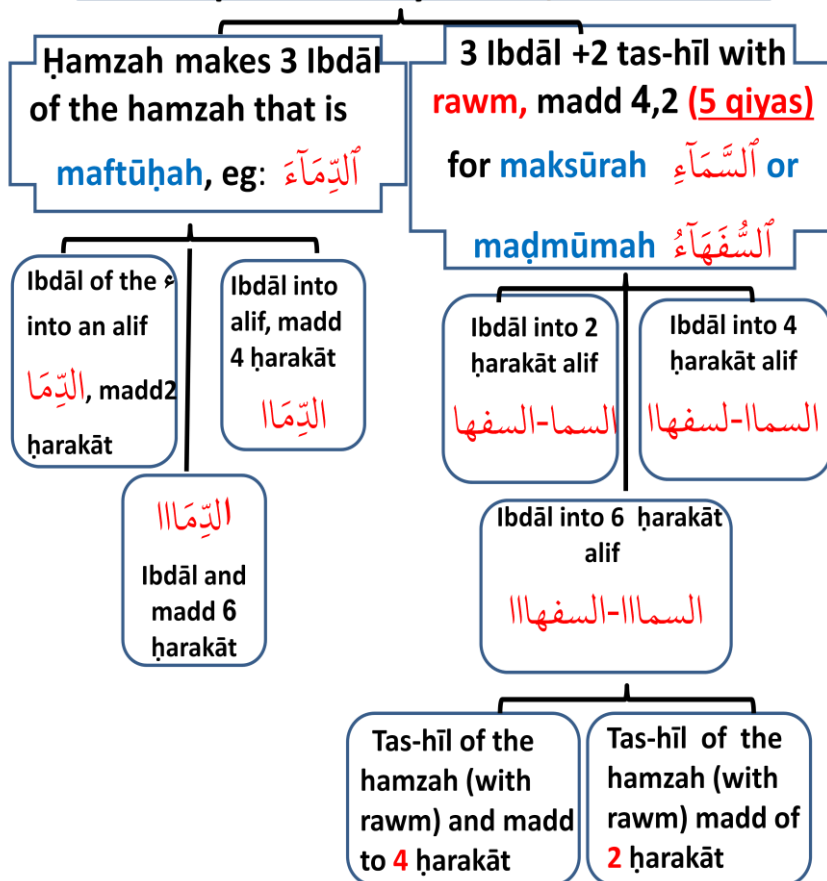 Ḥamzah makes 3 Ibdāl
of the hamzah that is
maftūḥah, eg: ٱلدِّمَآءَ
3 Ibdāl +2 tas-hīl with
rawm, madd 4,2 (5 qiyas)
for maksūrah ٱلسَّمَآءِ or
maḍmūmah ٱلسُّفَهَآءُ
Ibdāl of the ء
into an alif
الدِّمَا, madd2
ḥarakāt
Ibdāl into
alif, madd
4 ḥarakāt
الدِّمَاا
الدِّمَااا
Ibdāl and
madd 6
ḥarakāt
Ibdāl into 2
ḥarakāt alif
السما-السفها
Ibdāl into 4
ḥarakāt alif
السماا-لسفهاا
Ibdāl into 6 ḥarakāt
alif
السمااا-السفهااا
Tas-hīl of the
hamzah (with
rawm) and madd
to 4 ḥarakāt
Tas-hīl of the
hamzah (with
rawm) madd of
2 ḥarakāt